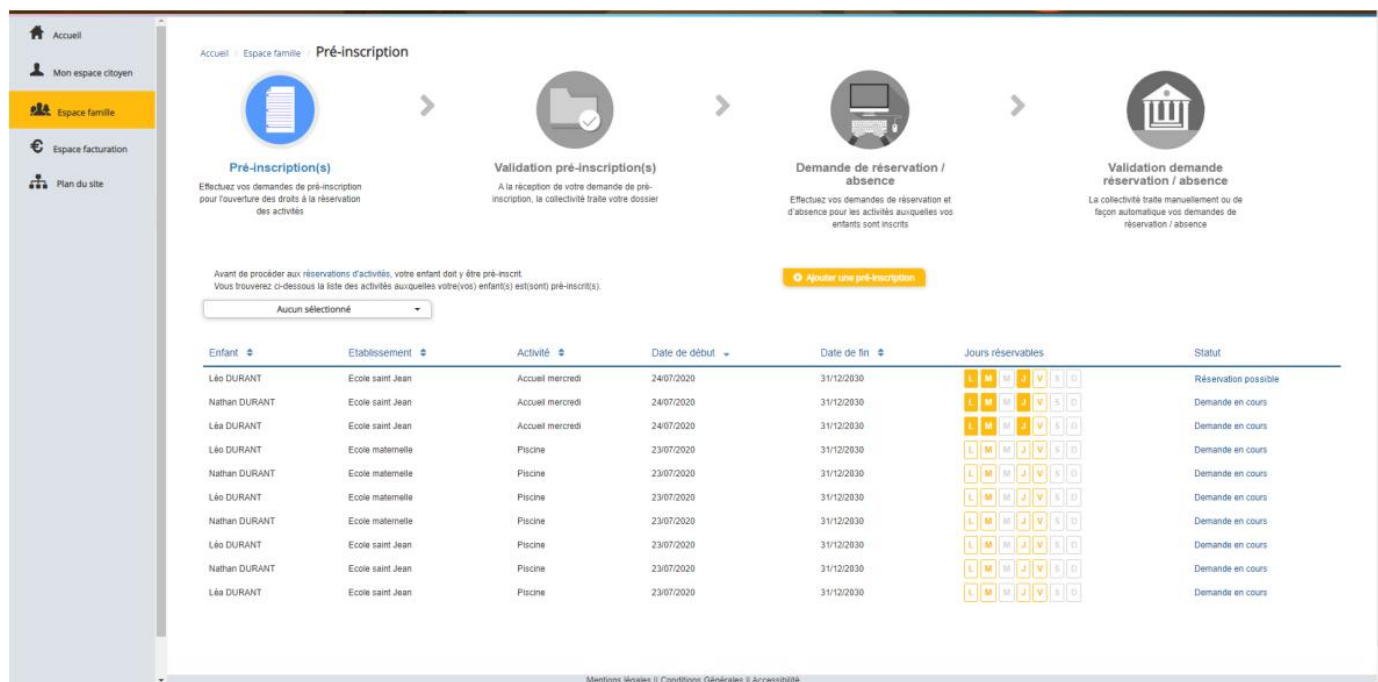 Accueil
Mon espace citoyen
Espace famille
Espace facturation
Plan du site
Accueil / Espace famille / Pré-inscription
Pré-inscription(s)
Effectuez vos demandes de pré-inscription
pour l'ouverture des droits à la réservation
des activités
Validation pré-inscription(s)
A la réception de votre demande de pré-
inscription, la collectivité traite votre dossier
Demande de réservation /
absence
Effectuez vos demandes de réservation et
d'absence pour les activités auxquelles vos
enfants sont inscrits
Validation demande
réservation / absence
La collectivité traite manuellement ou de
façon automatique vos demandes de
réservation / absence
Avant de procéder aux réservations d'activités, votre enfant doit y être pré-inscrit.
Vous trouverez ci-dessous la liste des activités auxquelles votre(vos) enfant(s) est(sont) pré-inscrit(s).
Ajouter une pré-inscription
Aucun sélectionné
Enfant Etablissement Activité Date de début Date de fin Jours réservables Statut
Léo DURANT Ecole saint Jean Accueil mercredi 24/07/2020 31/12/2030 L M M J V S D Réservation possible
Nathan DURANT Ecole saint Jean Accueil mercredi 24/07/2020 31/12/2030 L M M J V S D Demande en cours
Léa DURANT Ecole saint Jean Accueil mercredi 24/07/2020 31/12/2030 L M M J V S D Demande en cours
Léo DURANT Ecole maternelle Piscine 23/07/2020 31/12/2030 L M M J V S D Demande en cours
Nathan DURANT Ecole maternelle Piscine 23/07/2020 31/12/2030 L M M J V S D Demande en cours
Léo DURANT Ecole maternelle Piscine 23/07/2020 31/12/2030 L M M J V S D Demande en cours
Nathan DURANT Ecole maternelle Piscine 23/07/2020 31/12/2030 L M M J V S D Demande en cours
Léo DURANT Ecole saint Jean Piscine 23/07/2020 31/12/2030 L M M J V S D Demande en cours
Nathan DURANT Ecole saint Jean Piscine 23/07/2020 31/12/2030 L M M J V S D Demande en cours
Léa DURANT Ecole saint Jean Piscine 23/07/2020 31/12/2030 L M M J V S D Demande en cours
Mentions légales || Conditions Générales || Accessibilité